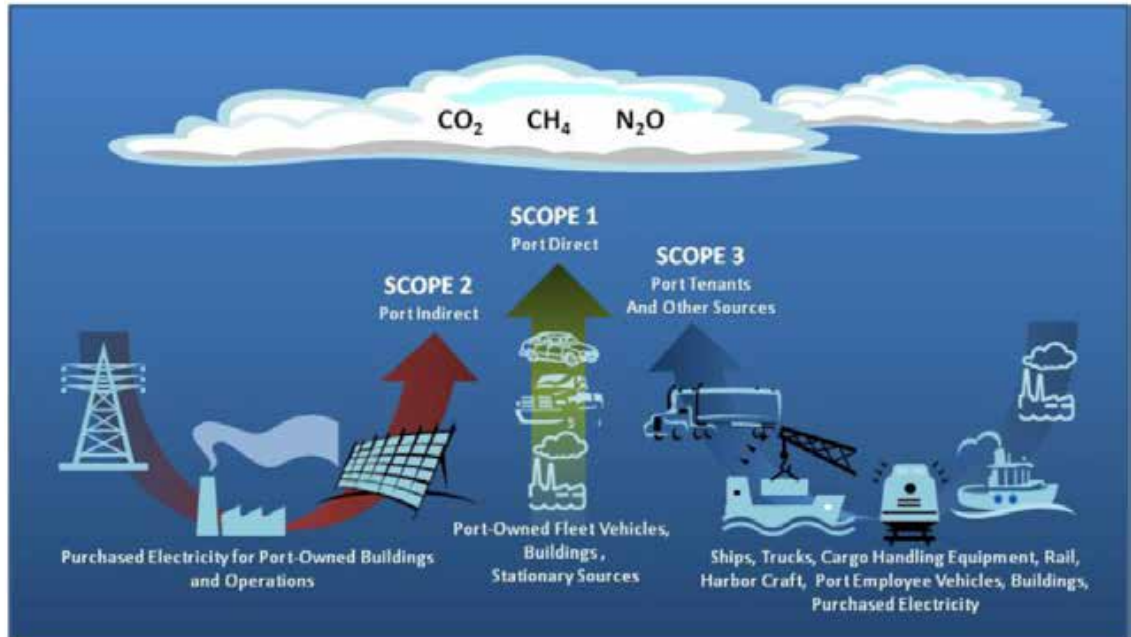 CO₂ CH₄ N₂O
SCOPE 1
Port Direct
SCOPE 2
Port Indirect
SCOPE 3
Port Tenants
And Other Sources
Purchased Electricity for Port-Owned Buildings
and Operations
Port-Owned Fleet Vehicles,
Buildings ,
Stationary Sources
Ships, Trucks, Cargo Handling Equipment, Rail,
Harbor Craft, Port Employee Vehicles, Buildings,
Purchased Electricity